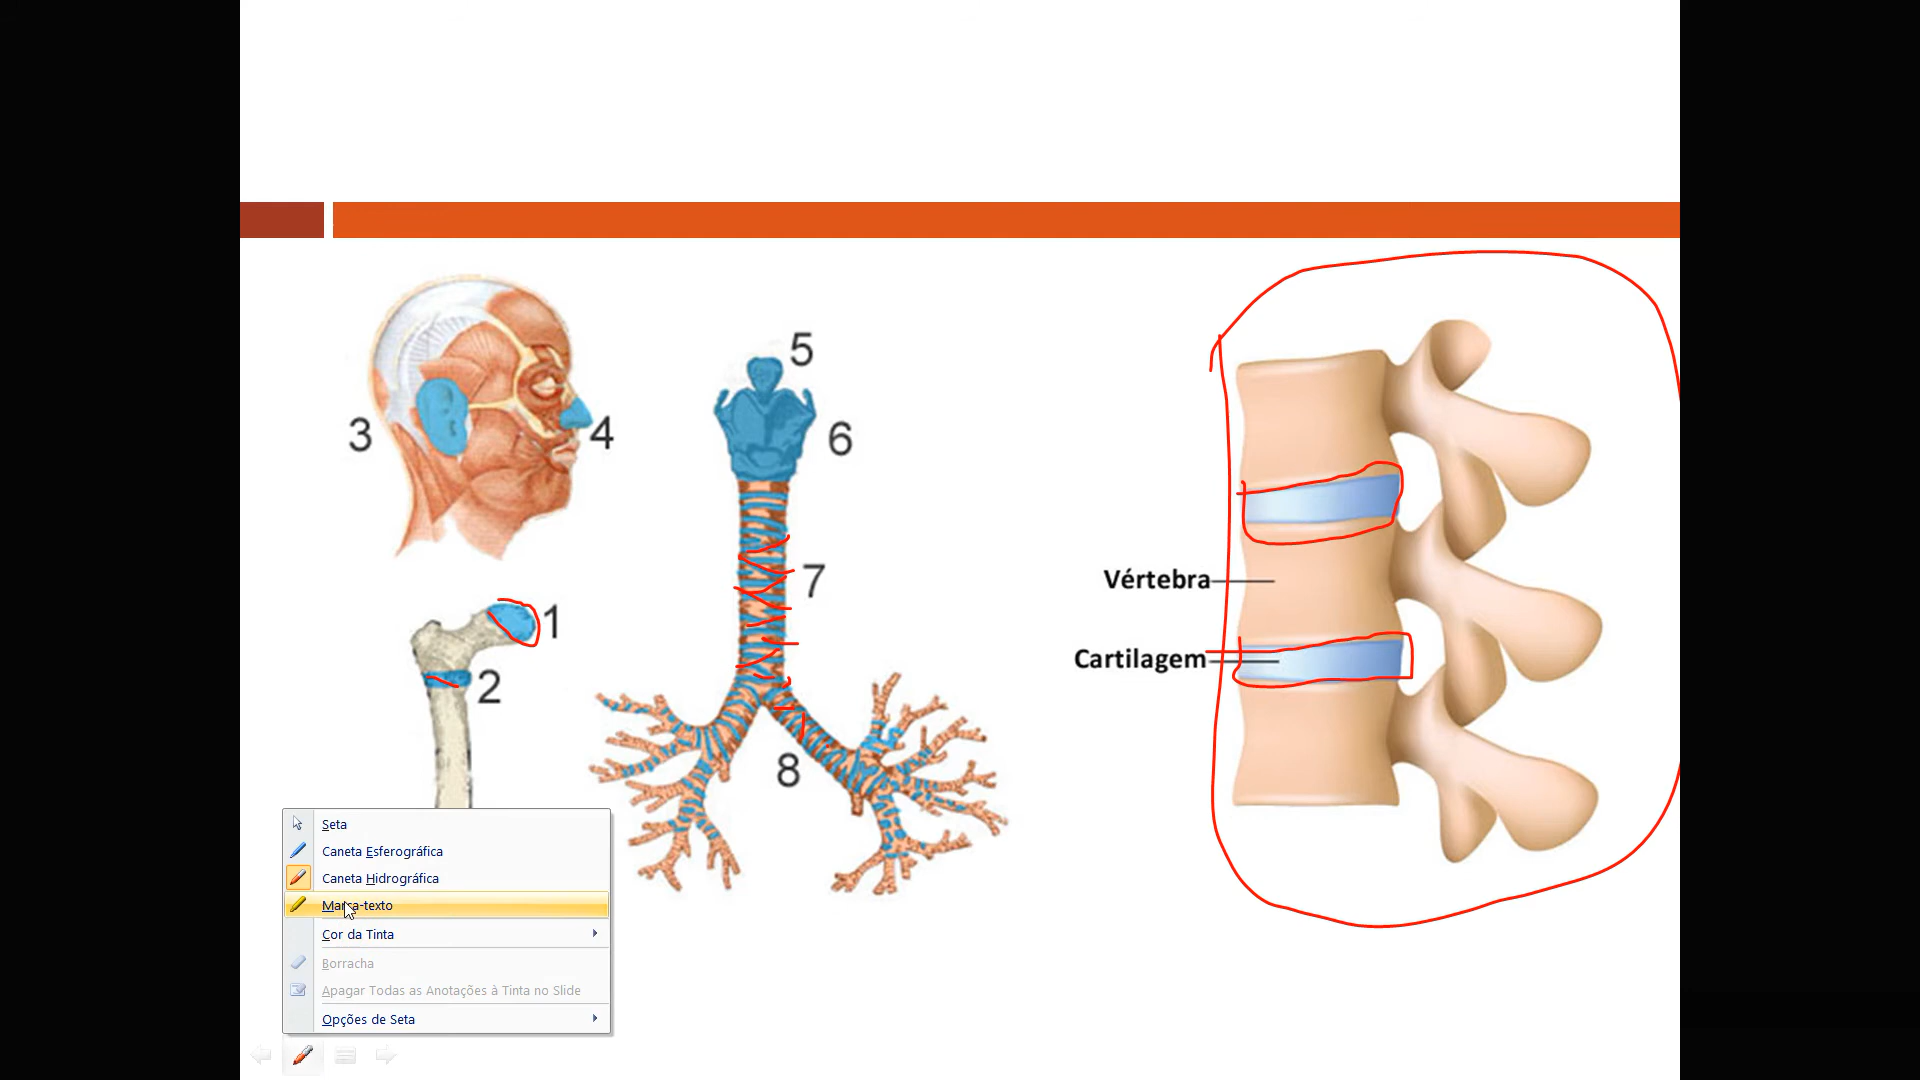 5
3
4
6
7
Vértebra
1
Cartilagem
2
8
Seta
Caneta Esferográfica
Caneta Hidrográfica
Marca-texto
Cor da Tinta
Borracha
Apagar Todas as Anotações à Tinta no Slide
Opções de Seta